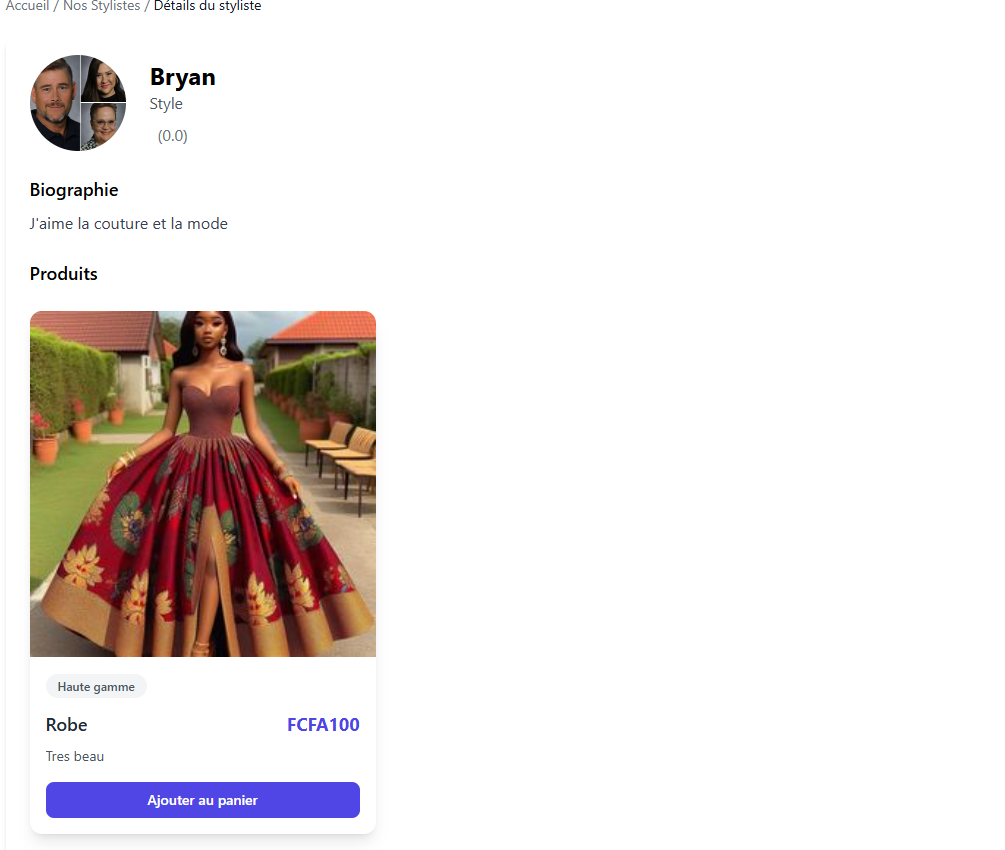 Accueil / Nos Stylistes / Détails du styliste
Bryan
Style
(0.0)
Biographie
J'aime la couture et la mode
Produits
Haute gamme
Robe FCFA100
Tres beau
Ajouter au panier